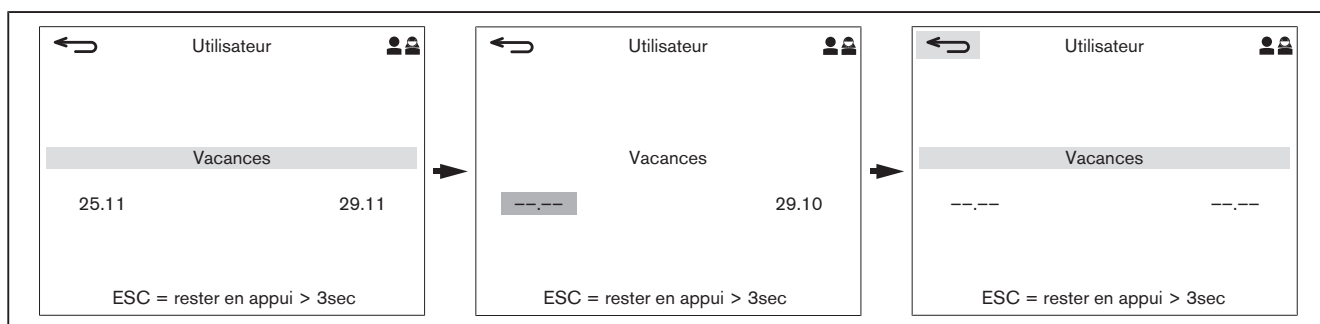 Utilisateur
Vacances
25.11 29.11
ESC = rester en appui > 3sec
Utilisateur
Vacances
––.–– 29.10
ESC = rester en appui > 3sec
Utilisateur
Vacances
––.–– ––.––
ESC = rester en appui > 3sec